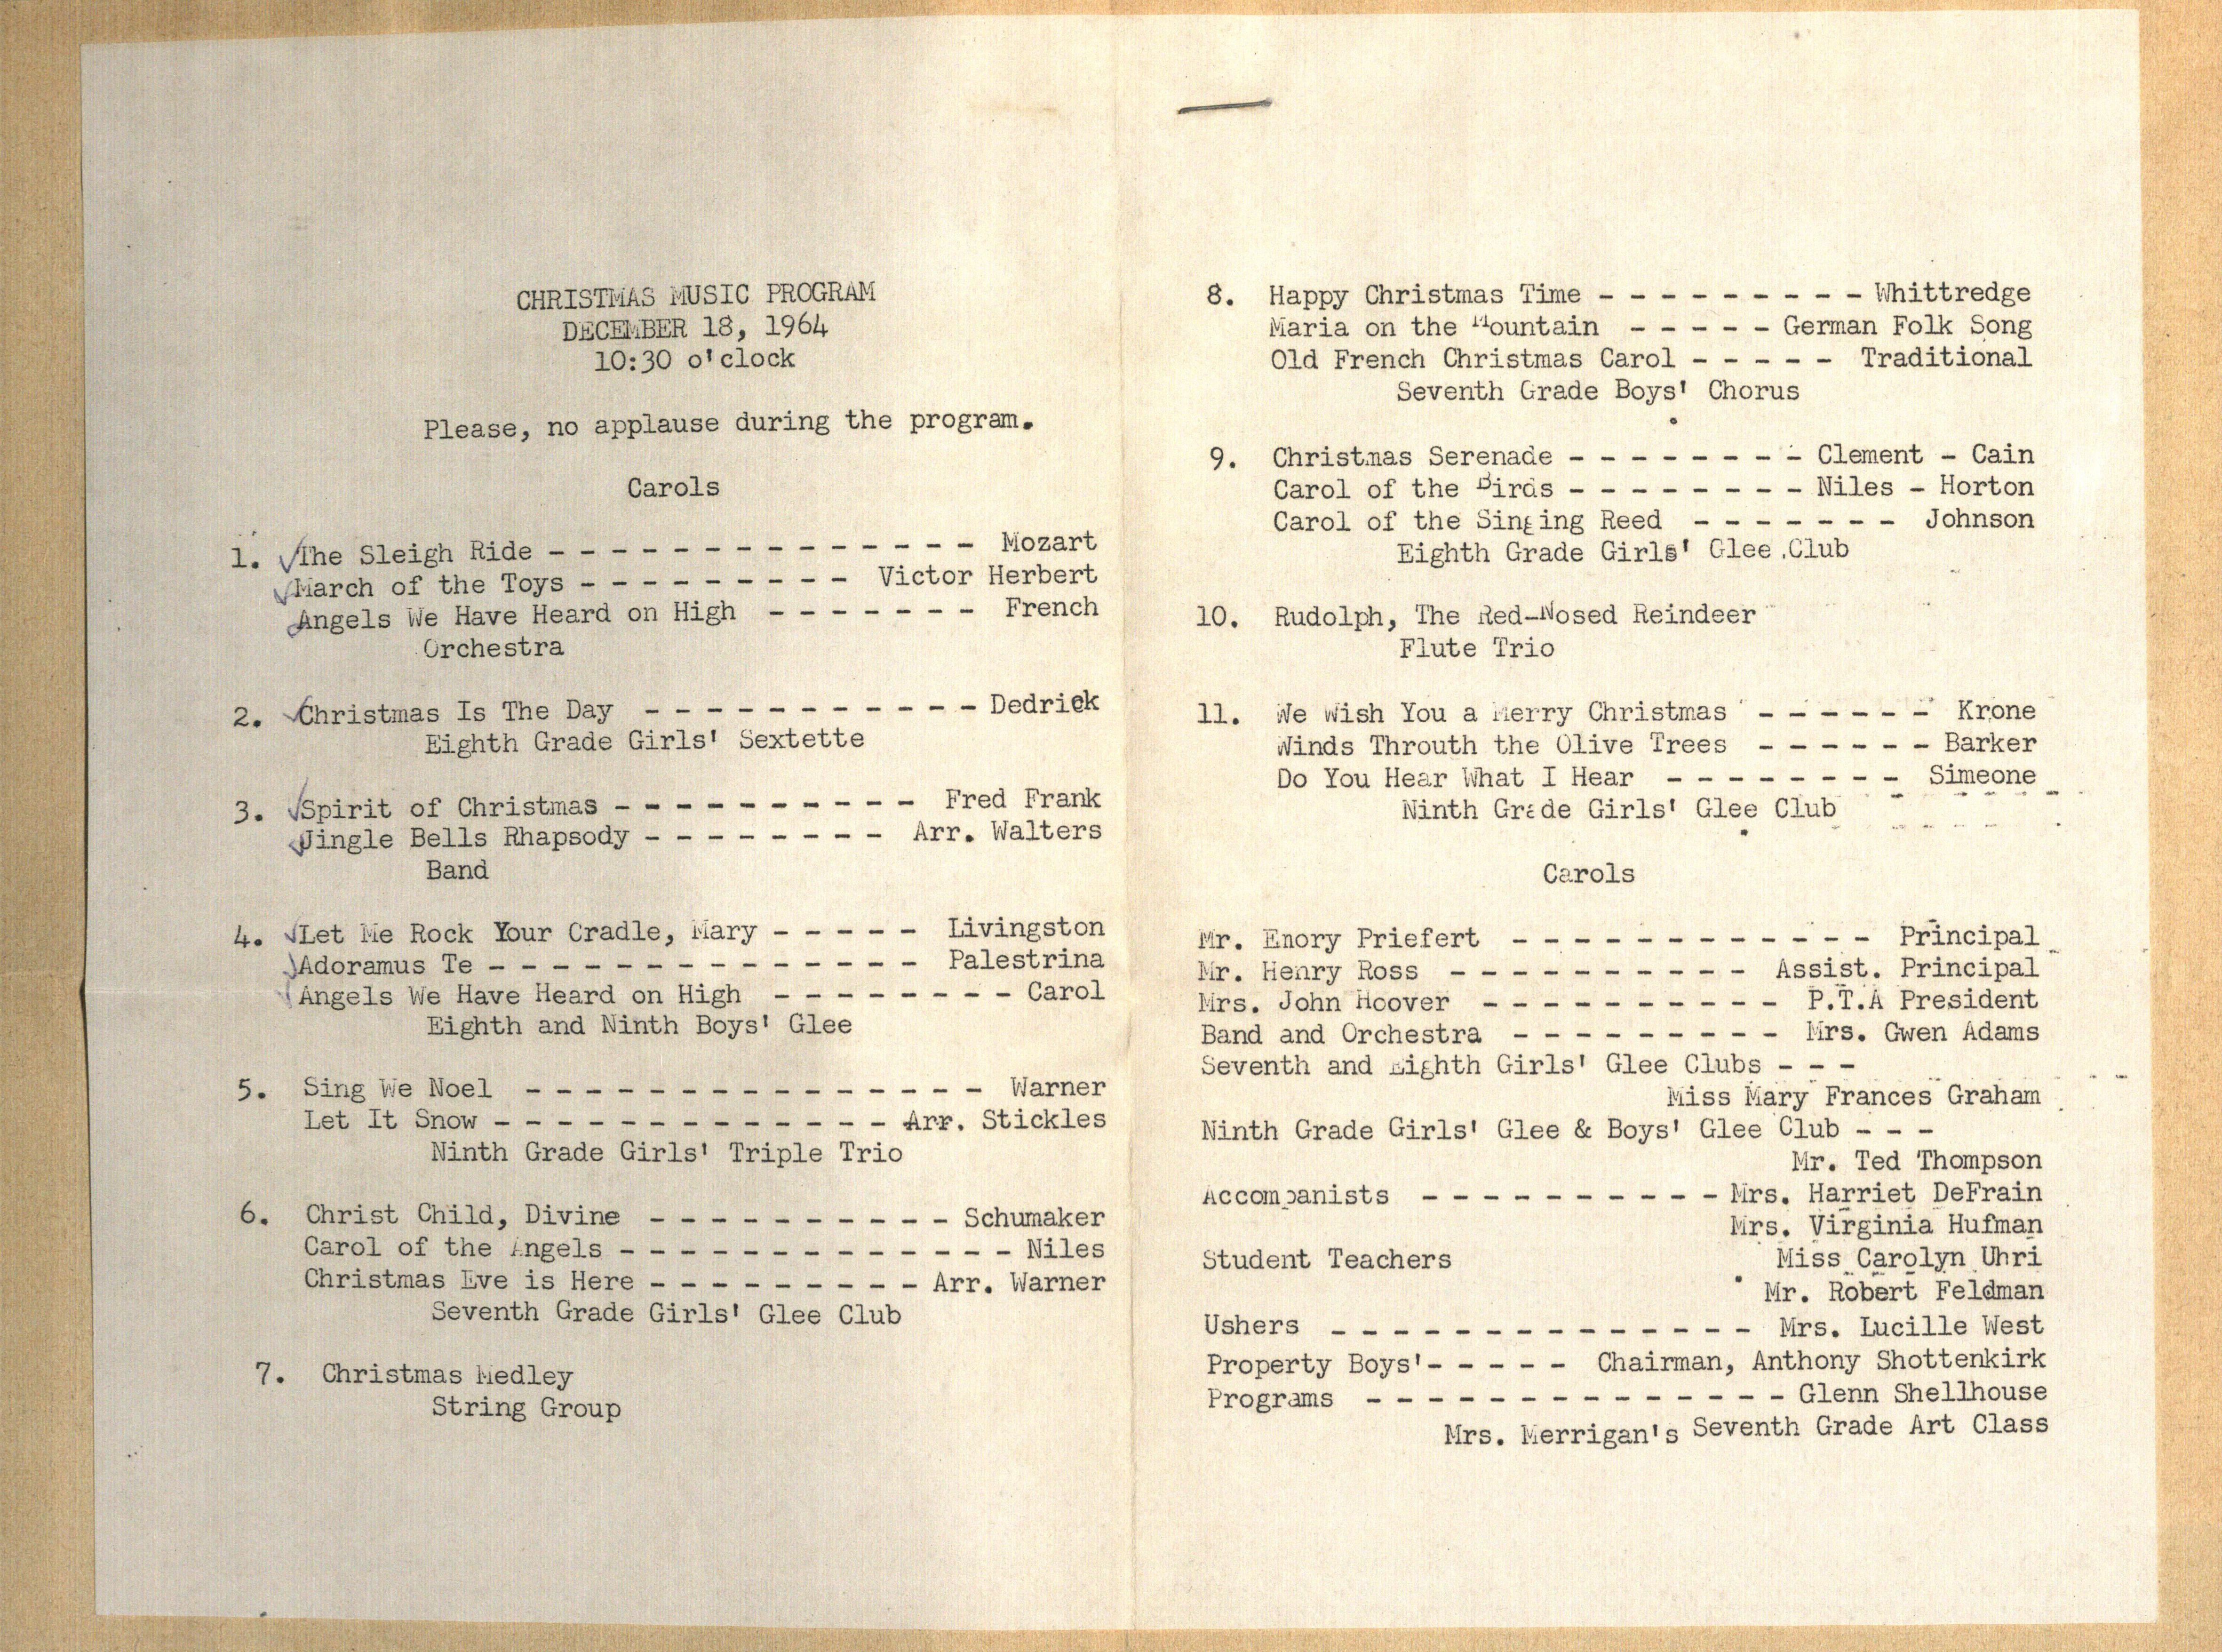 CHRISTMAS MUSIC PROGRAM
DECEMBER 18, 1964
10:30 o'clock
Please, no applause during the program.
Carols
1. The Sleigh Ride - - - - - - - - - - - - - - Mozart
March of the Toys - - - - - - - - - Victor Herbert
Angels We Have Heard on High - - - - - - - French
Orchestra
2. Christmas Is The Day - - - - - - - - - - - Dedrick
Eighth Grade Girls' Sextette
3. Spirit of Christmas - - - - - - - - - - Fred Frank
Jingle Bells Rhapsody - - - - - - - - Arr. Walters
Band
4. Let Me Rock Your Cradle, Mary - - - - - Livingston
Adoramus Te - - - - - - - - - - - - - - Palestrina
Angels We Have Heard on High - - - - - - - - Carol
Eighth and Ninth Boys' Glee
5. Sing We Noel - - - - - - - - - - - - - - - Warner
Let It Snow - - - - - - - - - - - - - Arr. Stickles
Ninth Grade Girls' Triple Trio
6. Christ Child, Divine - - - - - - - - - - Schumaker
Carol of the Angels - - - - - - - - - - - - - Niles
Christmas Eve is Here - - - - - - - - - Arr. Warner
Seventh Grade Girls' Glee Club
7. Christmas Medley
String Group
8. Happy Christmas Time - - - - - - - - - Whittredge
Maria on the Mountain - - - - - German Folk Song
Old French Christmas Carol - - - - - Traditional
Seventh Grade Boys' Chorus
9. Christmas Serenade - - - - - - - - Clement - Cain
Carol of the Birds - - - - - - - - Niles - Horton
Carol of the Singing Reed - - - - - - - Johnson
Eighth Grade Girls' Glee Club
10. Rudolph, The Red-Nosed Reindeer
Flute Trio
11. We Wish You a Merry Christmas - - - - - - Krone
Winds Throuth the Olive Trees - - - - - - Barker
Do You Hear What I Hear - - - - - - - - Simeone
Ninth Grade Girls' Glee Club
Carols
Mr. Enory Priefert - - - - - - - - - - - - Principal
Mr. Henry Ross - - - - - - - - - - Assist. Principal
Mrs. John Hoover - - - - - - - - - - P.T.A President
Band and Orchestra - - - - - - - - - Mrs. Gwen Adams
Seventh and Eighth Girls' Glee Clubs - - -
Miss Mary Frances Graham
Ninth Grade Girls' Glee & Boys' Glee Club - - -
Mr. Ted Thompson
Accompanists - - - - - - - - - - Mrs. Harriet DeFrain
Mrs. Virginia Hufman
Student Teachers Miss Carolyn Uhri
Mr. Robert Feldman
Ushers - - - - - - - - - - - - - - Mrs. Lucille West
Property Boys' - - - - - Chairman, Anthony Shottenkirk
Programs - - - - - - - - - - - - - - Glenn Shellhouse
Mrs. Merrigan's Seventh Grade Art Class